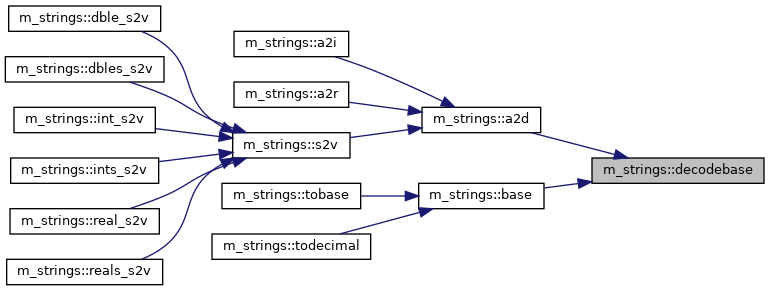 m_strings::dble_s2v
m_strings::dbles_s2v
m_strings::int_s2v
m_strings::ints_s2v
m_strings::real_s2v
m_strings::reals_s2v
m_strings::a2i
m_strings::a2r
m_strings::s2v
m_strings::tobase
m_strings::todecimal
m_strings::a2d
m_strings::base
m_strings::decodebase